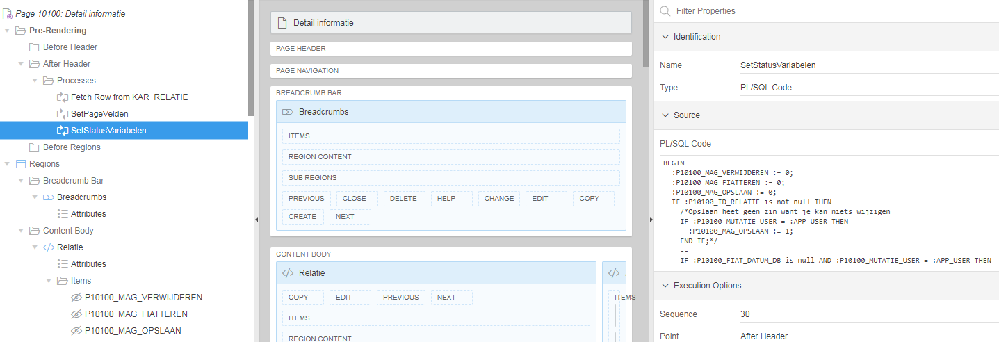 Page 10100: Detail informatie
Pre-Rendering
Before Header
After Header
Processes
Fetch Row from KAR_RELATIE
SetPageVelden
SetStatusVariabelen
Before Regions
Regions
Breadcrumb Bar
Breadcrumbs
Attributes
Content Body
Relatie
Attributes
Items
P10100_MAG_VERWIJDEREN
P10100_MAG_FIATTEREN
P10100_MAG_OPSLAAN
Detail informatie
PAGE HEADER
PAGE NAVIGATION
BREADCRUMB BAR
Breadcrumbs
ITEMS
REGION CONTENT
SUB REGIONS
PREVIOUS CLOSE DELETE HELP CHANGE EDIT COPY
CREATE NEXT
CONTENT BODY
Relatie
COPY EDIT PREVIOUS NEXT
ITEMS
ITEMS
REGION CONTENT
Filter Properties
Identification
Name SetStatusVariabelen
Type PL/SQL Code
Source
PL/SQL Code
BEGIN
:P10100_MAG_VERWIJDEREN := 0;
:P10100_MAG_FIATTEREN := 0;
:P10100_MAG_OPSLAAN := 0;
IF :P10100_ID_RELATIE is not null THEN
/*Opslaan heet geen zin want je kan niets wijzigen
IF :P10100_MUTATIE_USER = :APP_USER THEN
:P10100_MAG_OPSLAAN := 1;
END IF;*/
--
IF :P10100_FIAT_DATUM_DB is null AND :P10100_MUTATIE_USER = :APP_USER THEN
Execution Options
Sequence 30
Point After Header